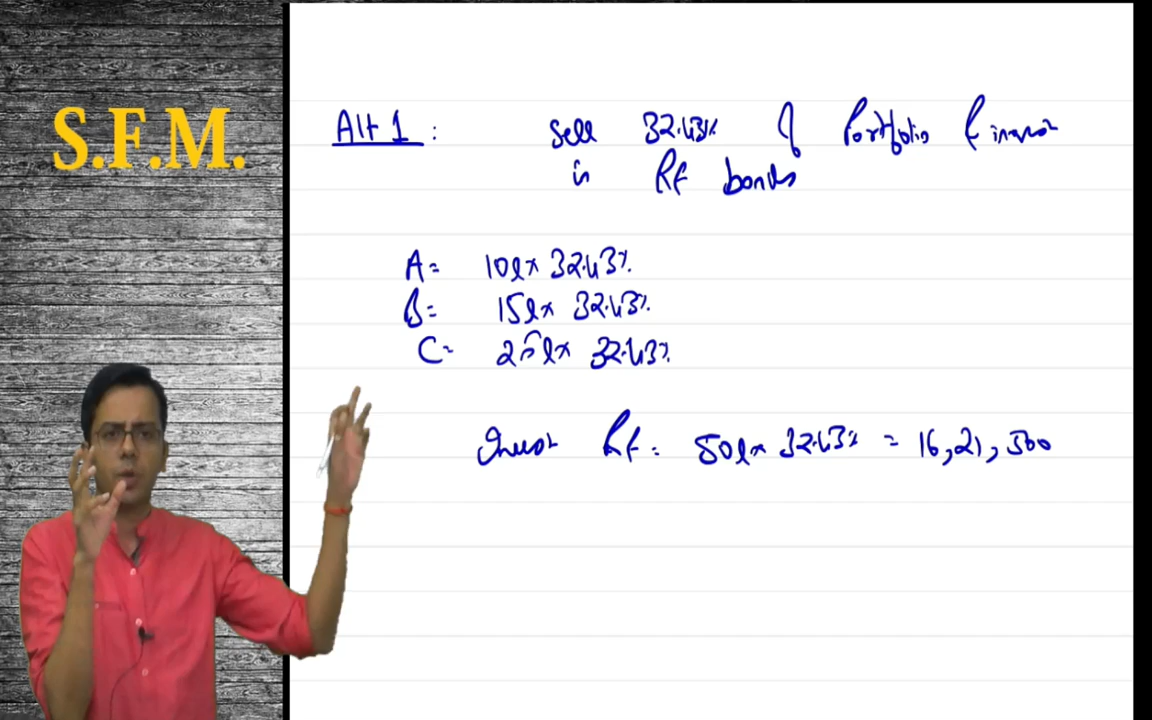 S.F.M.
Alt 1 : Sell 32.43% of Portfolio & invest
in Rf bonds
A = 10l x 32.43%
B = 15l x 32.43%
C = 25l x 32.43%
Invest Rf = 50l x 32.43% = 16,21,500